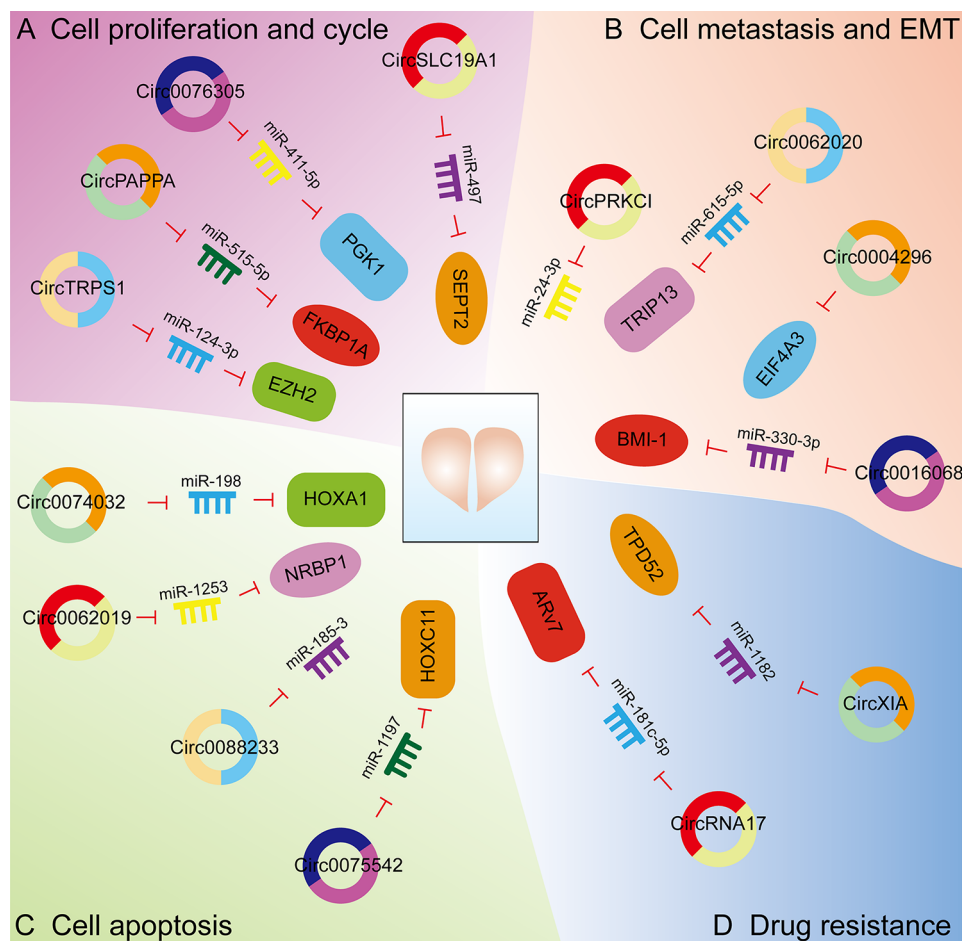 A Cell proliferation and cycle
CircSLC19A1
Circ0076305
miR-411-5p
miR-497
CircPAPPA
miR-515-5p
PGK1
SEPT2
CircTRPS1
miR-124-3p
FKBP1A
EZH2
B Cell metastasis and EMT
Circ0062020
CircPRKCI
miR-615-5p
miR-24-3p
TRIP13
Circ0004296
EIF4A3
BMI-1
miR-330-3p
Circ0016068
Circ0074032
miR-198
HOXA1
Circ0062019
miR-1253
NRBP1
miR-185-3
Circ0088233
HOXC11
miR-1197
Circ0075542
C Cell apoptosis
TPD52
ARv7
miR-1182
CircXIA
miR-181c-5p
CircRNA17
D Drug resistance